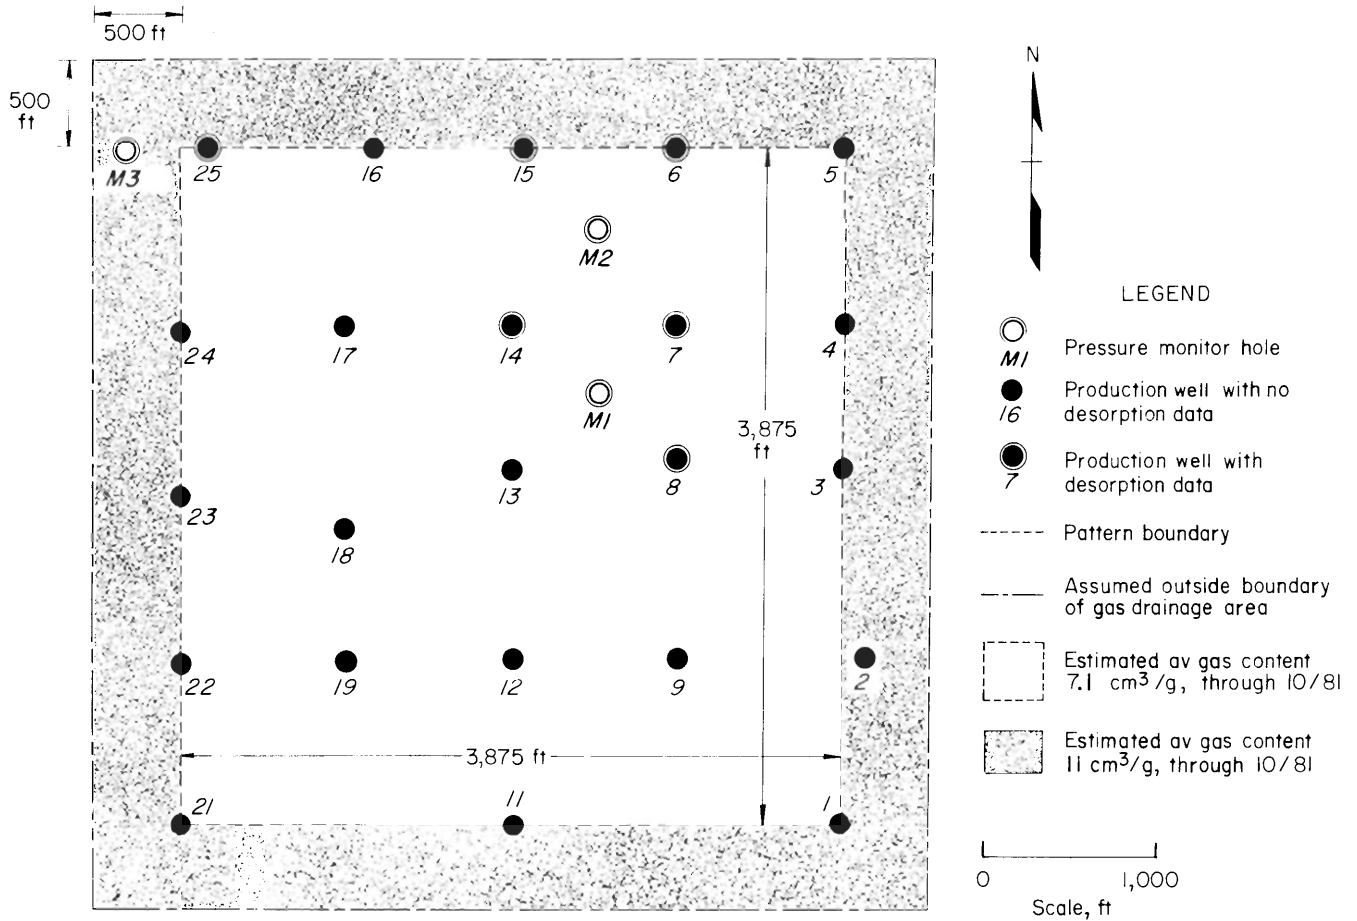 500 ft
500
ft
N
M3
25
16
15
6
5
M2
LEGEND
24
17
14
7
4
M1
Pressure monitor hole
M1
3,875
ft
Production well with no
desorption data
16
23
13
8
3
Production well with
desorption data
7
18
Pattern boundary
Assumed outside boundary
of gas drainage area
22
19
12
9
2
Estimated av gas content
7.1 cm³/g, through 10/81
3,875 ft
Estimated av gas content
11 cm³/g, through 10/81
21
11
1
0
1,000
Scale, ft